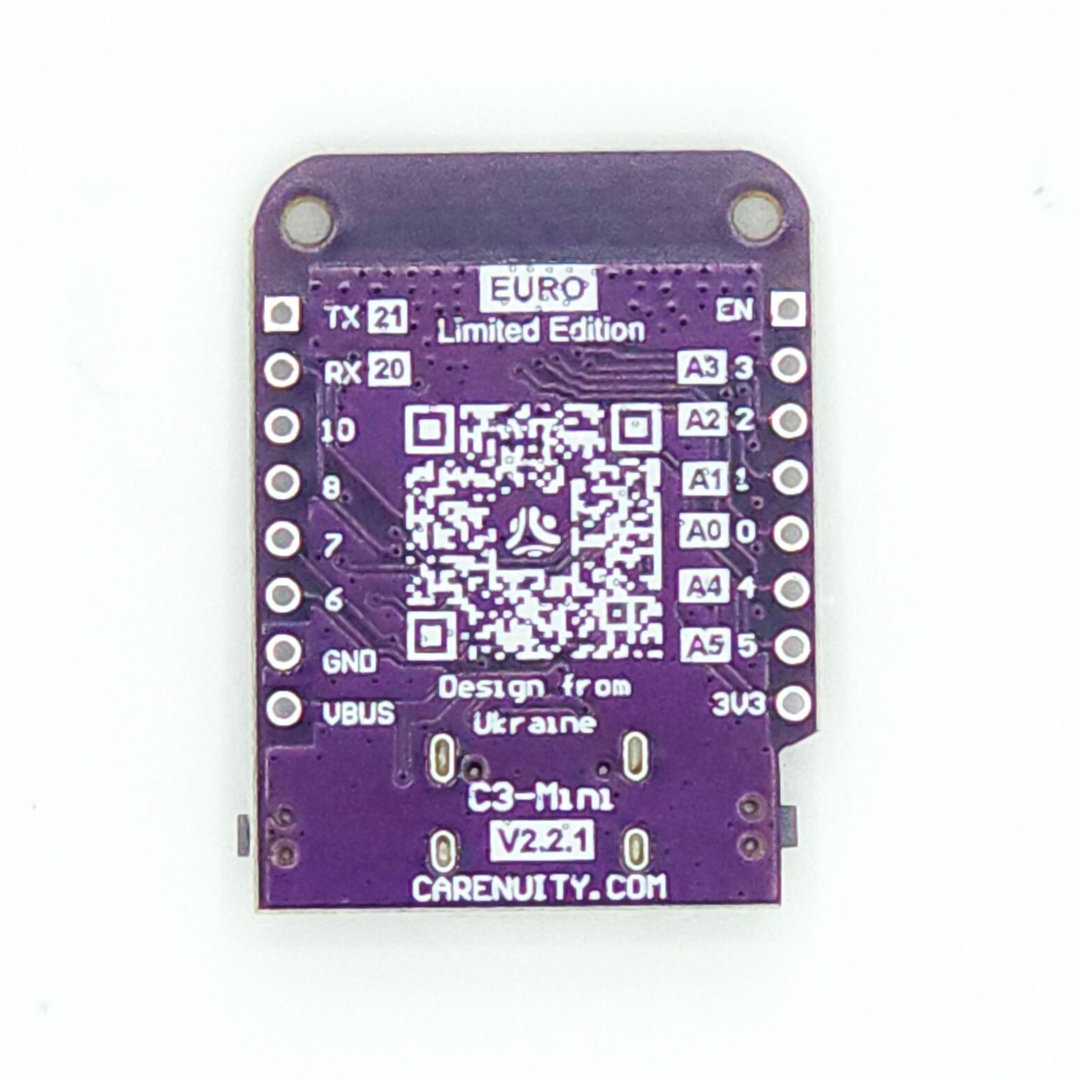 EURO
Limited Edition
TX 21
EN
RX 20
A3 3
10
A2 2
8
A1 1
7
A0 0
6
A4 4
GND
A5 5
VBUS
3V3
Design from
Ukraine
C3-Mini
V2.2.1
CARENUITY.COM